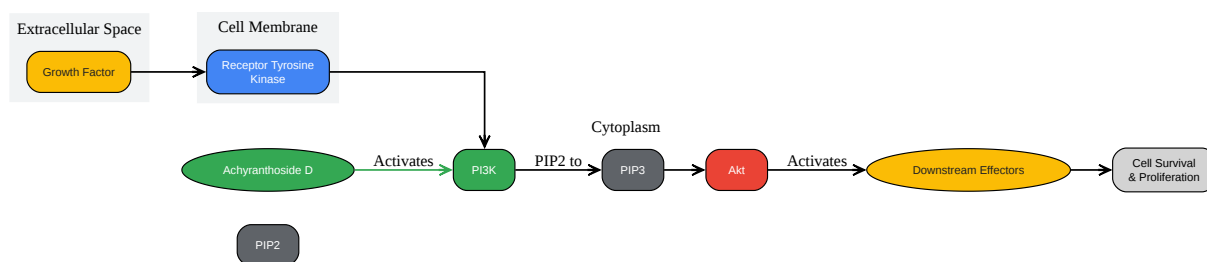 Extracellular Space
Growth Factor
Cell Membrane
Receptor Tyrosine
Kinase
Cytoplasm
Achyranthoside D
Activates
PI3K
PIP2 to
PIP3
Akt
Activates
Downstream Effectors
Cell Survival
& Proliferation
PIP2